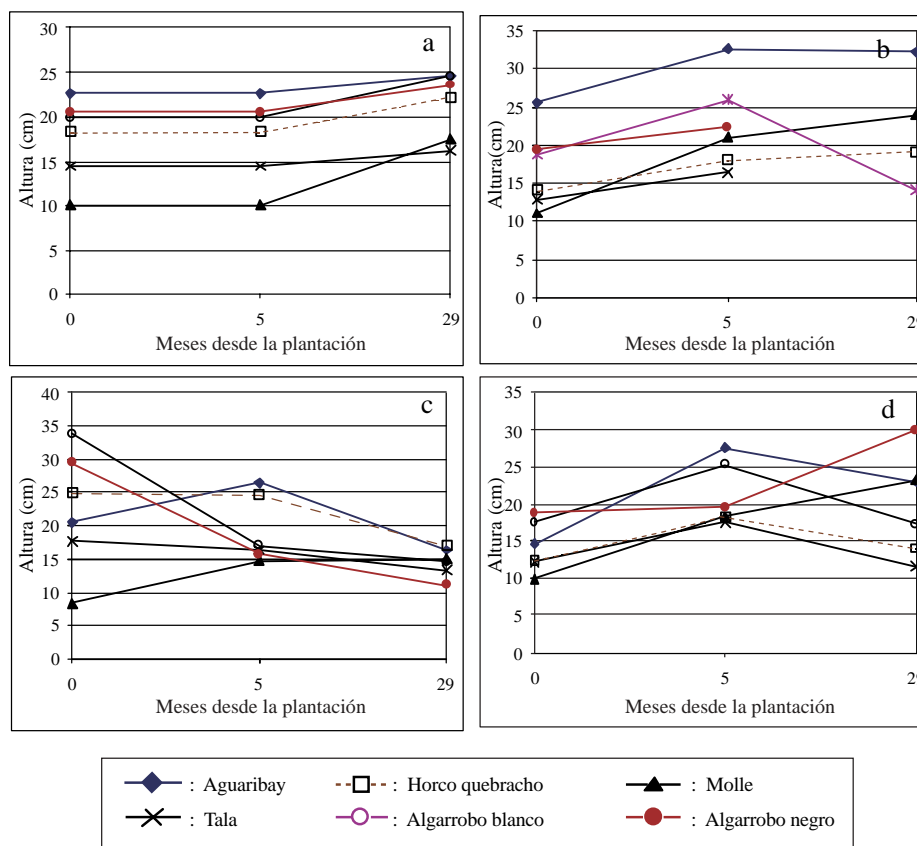 a
Altura (cm)
30
25
20
15
10
5
0
0 5 29
Meses desde la plantación
b
Altura(cm)
35
30
25
20
15
10
5
0
0 5 29
Meses desde la plantación
c
Altura (cm)
40
35
30
25
20
15
10
5
0
0 5 29
Meses desde la plantación
d
Altura (cm)
35
30
25
20
15
10
5
0
0 5 29
Meses desde la plantación
: Aguaribay : Horco quebracho : Molle
: Tala : Algarrobo blanco : Algarrobo negro